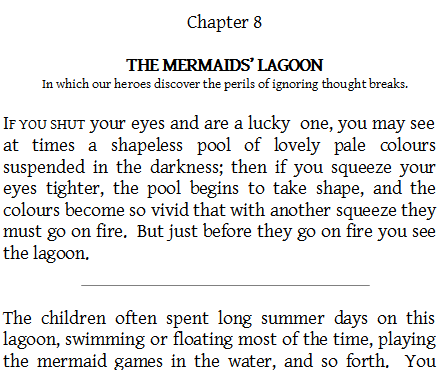 Chapter 8
THE MERMAIDS’ LAGOON
In which our heroes discover the perils of ignoring thought breaks.
IF YOU SHUT your eyes and are a lucky  one, you may see
at times a shapeless pool of lovely pale colours
suspended in the darkness; then if you squeeze your
eyes tighter, the pool begins to take shape, and the
colours become so vivid that with another squeeze they
must go on fire.  But just before they go on fire you see
the lagoon.
The children often spent long summer days on this
lagoon, swimming or floating most of the time, playing
the mermaid games in the water, and so forth.  You